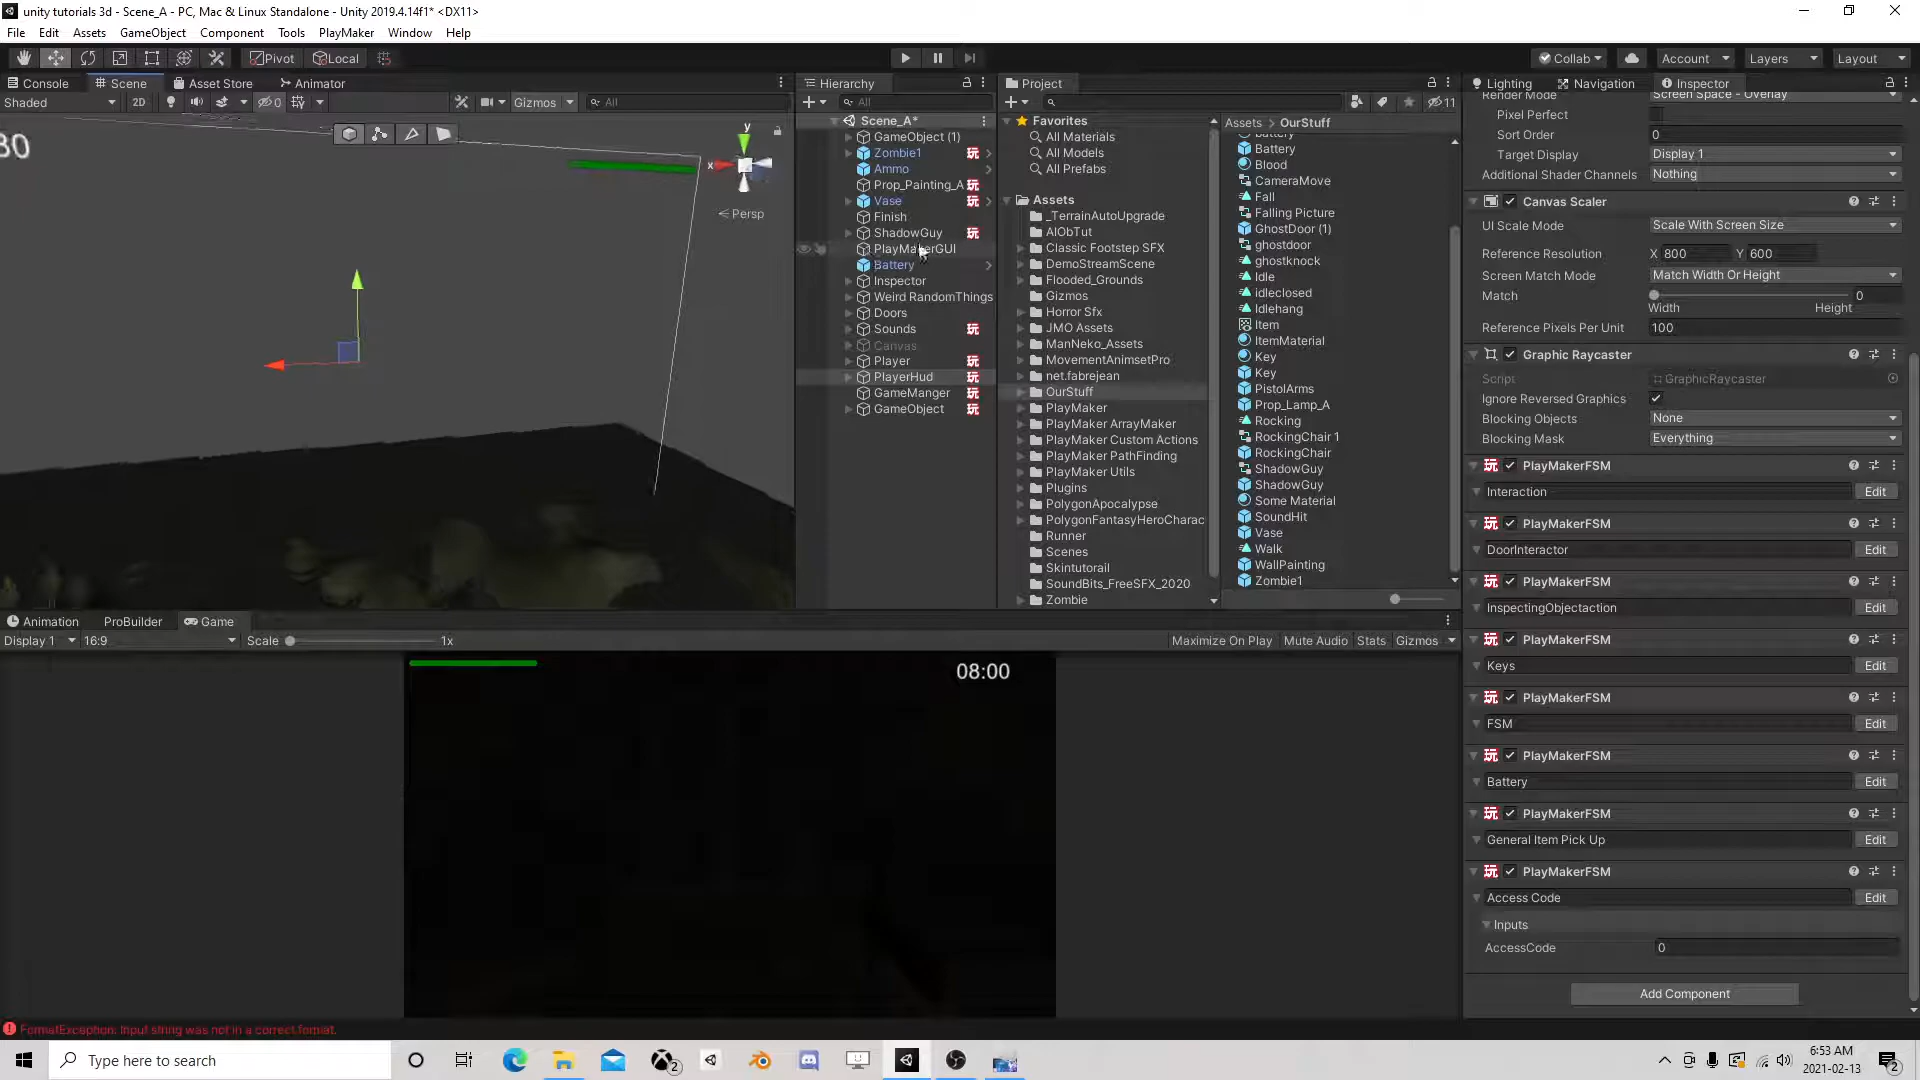 unity tutorials 3d - Scene_A - PC, Mac & Linux Standalone - Unity 2019.4.14f1* <DX11>
File Edit Assets GameObject Component Tools PlayMaker Window Help
Pivot Local Collab Account Layers Layout
Console Scene Asset Store Animator
Shaded 2D 0 Gizmos All
30
y
x
Persp
Hierarchy
All
Scene_A*
GameObject (1)
Zombie1
Ammo
Prop_Painting_A
Vase
Finish
ShadowGuy
PlayMakerGUI
Battery
Inspector
Weird RandomThings
Doors
Sounds
Canvas
Player
PlayerHud
GameManger
GameObject
Project
11
Favorites
All Materials
All Models
All Prefabs
Assets
_TerrainAutoUpgrade
AIObTut
Classic Footstep SFX
DemoStreamScene
Flooded_Grounds
Gizmos
Horror Sfx
JMO Assets
ManNeko_Assets
MovementAnimsetPro
net.fabrejean
OurStuff
PlayMaker
PlayMaker ArrayMaker
PlayMaker Custom Actions
PlayMaker PathFinding
PlayMaker Utils
Plugins
PolygonApocalypse
PolygonFantasyHeroCharac
Runner
Scenes
Skintutorail
SoundBits_FreeSFX_2020
Zombie
Assets > OurStuff
battery
Battery
Blood
CameraMove
Fall
Falling Picture
GhostDoor (1)
ghostdoor
ghostknock
Idle
idleclosed
Idlehang
Item
ItemMaterial
Key
Key
PistolArms
Prop_Lamp_A
Rocking
RockingChair 1
RockingChair
ShadowGuy
ShadowGuy
Some Material
SoundHit
Vase
Walk
WallPainting
Zombie1
Lighting Navigation Inspector
Render Mode Screen Space - Overlay
Pixel Perfect
Sort Order 0
Target Display Display 1
Additional Shader Channels Nothing
Canvas Scaler
UI Scale Mode Scale With Screen Size
Reference Resolution X 800 Y 600
Screen Match Mode Match Width Or Height
Match 0
Width Height
Reference Pixels Per Unit 100
Graphic Raycaster
Script GraphicRaycaster
Ignore Reversed Graphics
Blocking Objects None
Blocking Mask Everything
PlayMakerFSM
Interaction Edit
PlayMakerFSM
DoorInteractor Edit
PlayMakerFSM
InspectingObjectaction Edit
PlayMakerFSM
Keys Edit
PlayMakerFSM
FSM Edit
PlayMakerFSM
Battery Edit
PlayMakerFSM
General Item Pick Up Edit
PlayMakerFSM
Access Code Edit
Inputs
AccessCode 0
Add Component
Animation ProBuilder Game
Display 1 16:9 Scale 1x Maximize On Play Mute Audio Stats Gizmos
08:00
FormatException: Input string was not in a correct format.
Type here to search
2
6:53 AM
2021-02-13
2